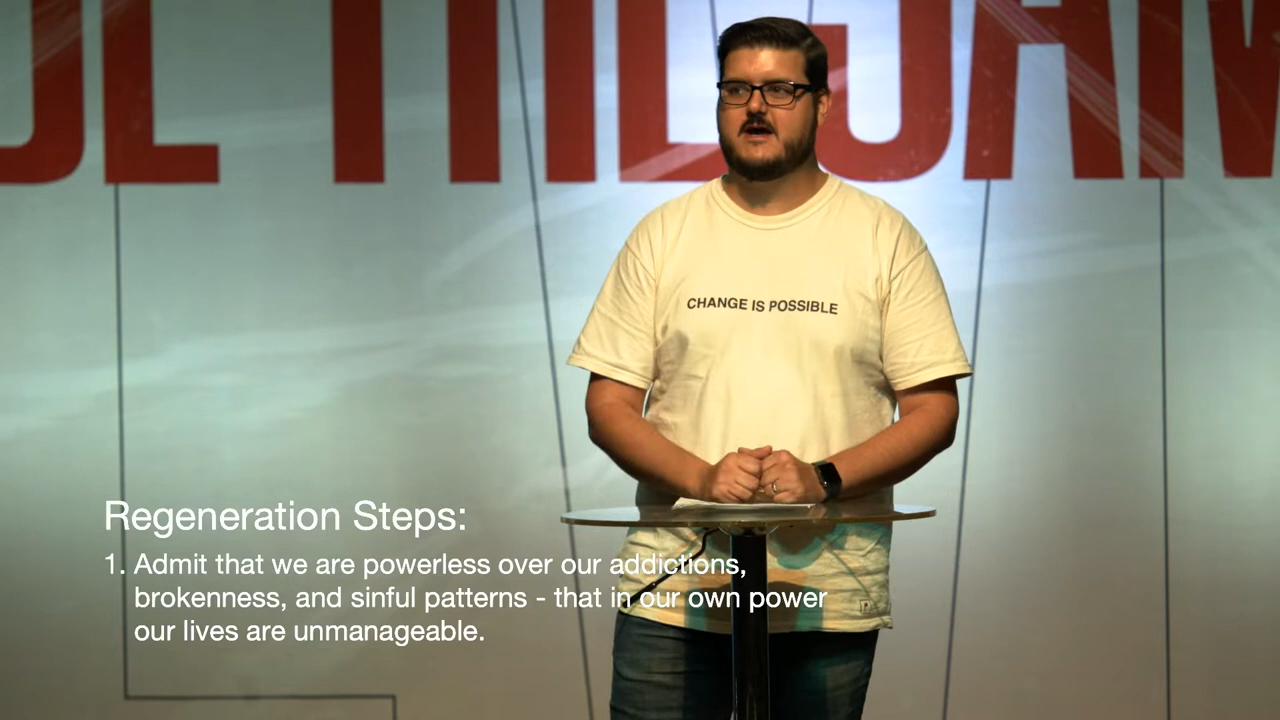 CHANGE IS POSSIBLE
Regeneration Steps:
1. Admit that we are powerless over our addictions,
brokenness, and sinful patterns - that in our own power
our lives are unmanageable.